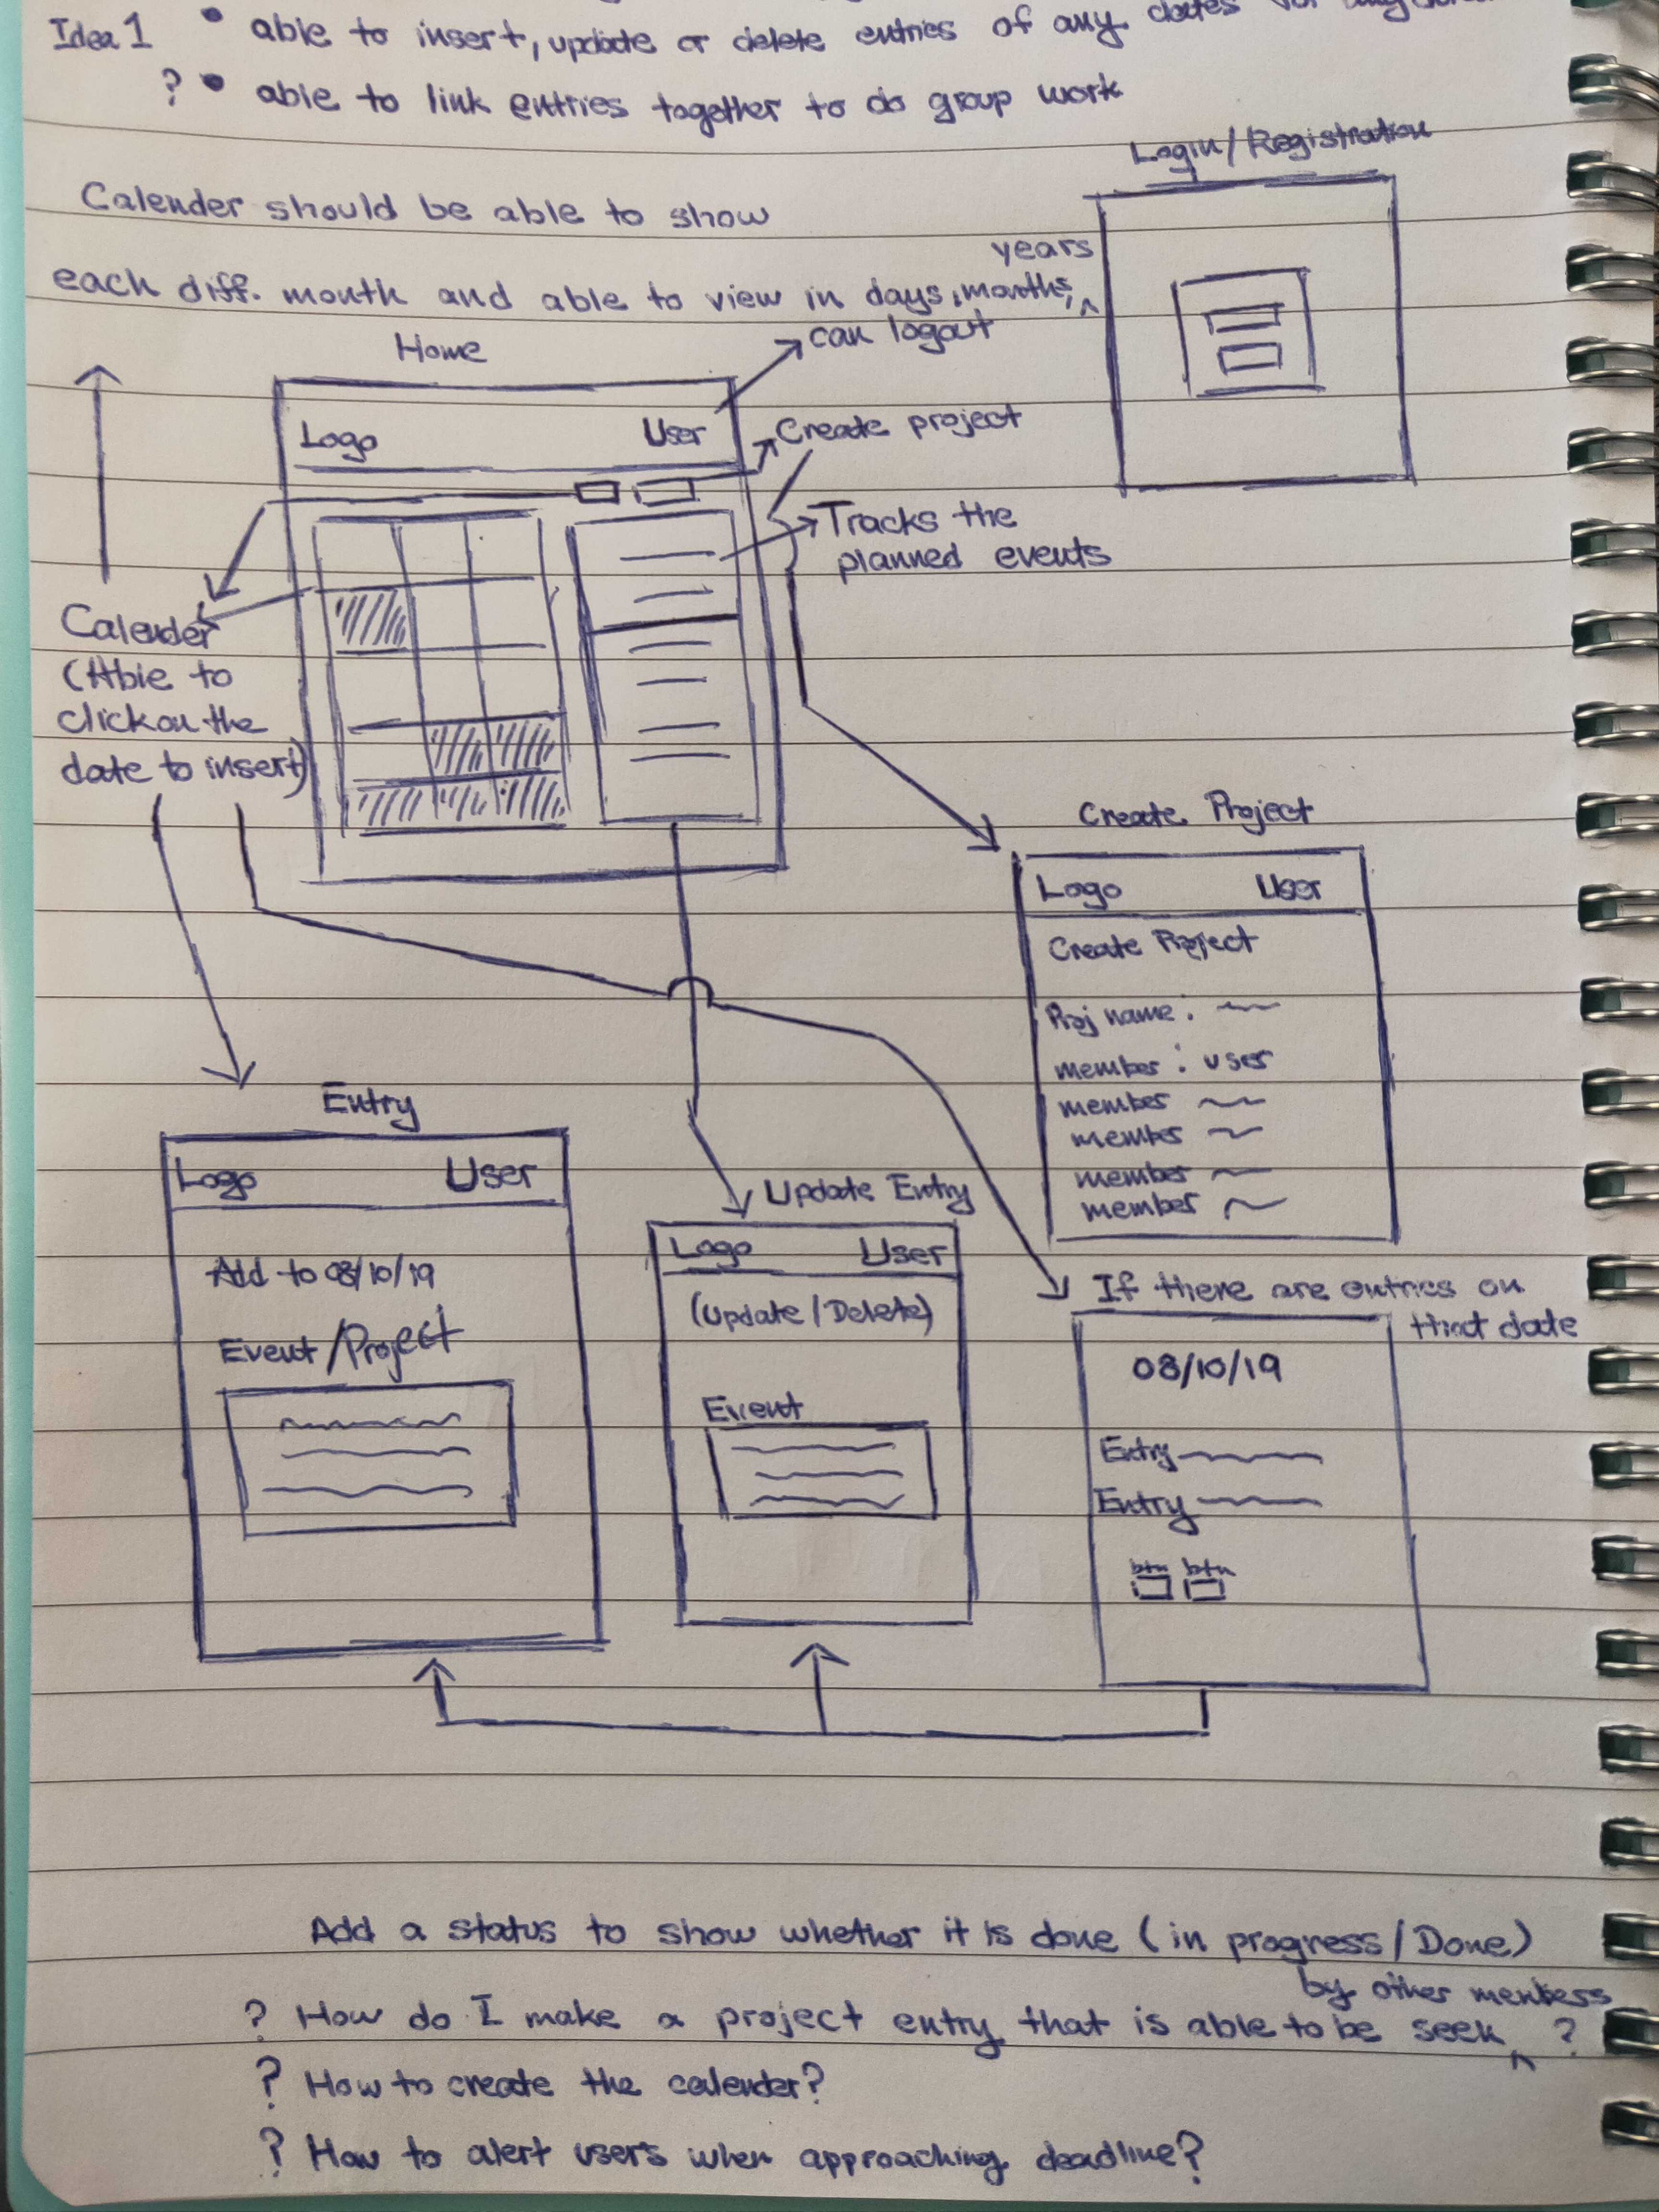 Idea 1 • able to insert, update or delete entries of any dates for
? • able to link entries together to do group work
Login/Registration
Calender should be able to show
years
each diff. month and able to view in days, months, ^
can logout
Home
Logo User
Create project
Tracks the
planned events
Calender
(Able to
click on the
date to insert)
Create Project
Logo User
Create Project
Proj name :
member : user
member
member
member
member
Entry
Logo User
Add to 08/10/19
Event/Project
Update Entry
Logo User
(Update/Delete)
Event
If there are entries on
that date
08/10/19
Entry
Entry
btn btn
Add a status to show whether it is done (in progress/Done)
by other members
? How do I make a project entry that is able to be seek ^ ?
? How to create the calender?
? How to alert users when approaching deadline?